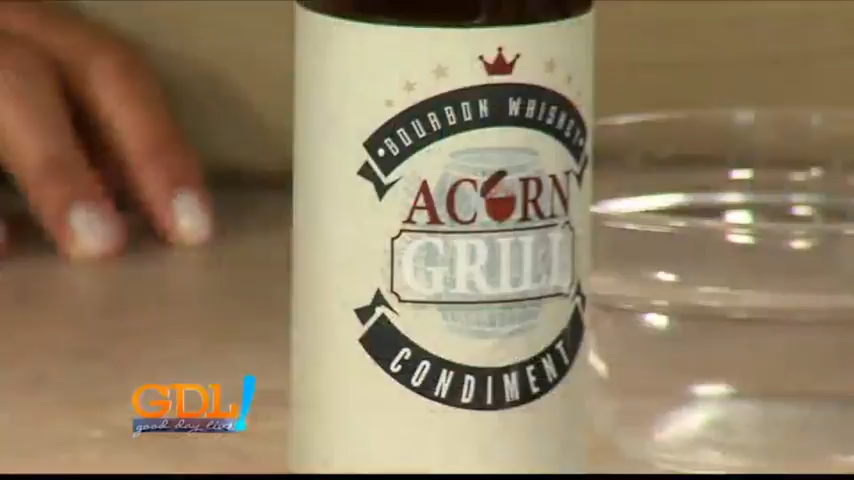 BOURBON WHISKEY
ACORN
GRILL
CONDIMENT
GDL!
good day live